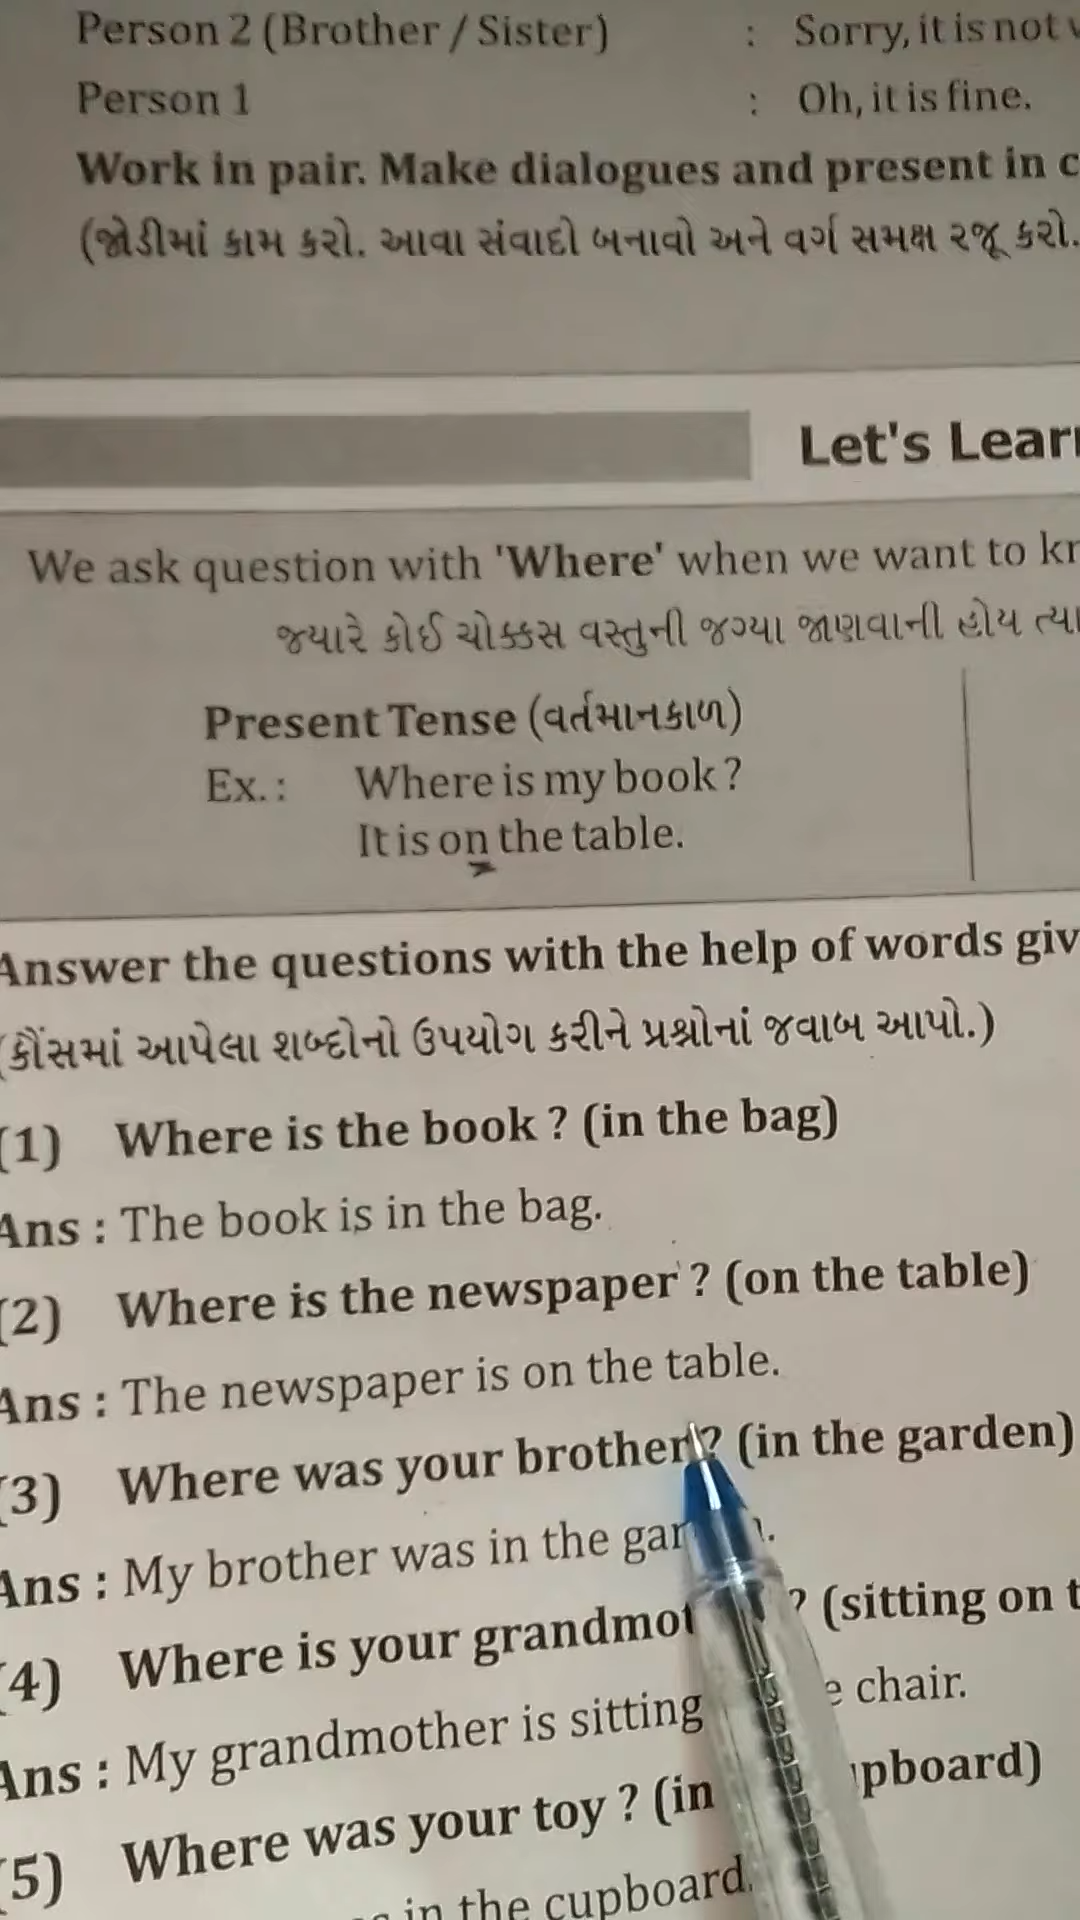 Person 2 (Brother / Sister) : Sorry, it is not
Person 1 : Oh, it is fine.
Work in pair. Make dialogues and present in
(જોડીમાં કામ કરો. આવા સંવાદો બનાવો અને વર્ગ સમક્ષ રજૂ કરો.
Let's Learn
We ask question with 'Where' when we want to
જ્યારે કોઈ ચોક્કસ વસ્તુની જગ્યા જાણવાની હોય
Present Tense (વર્તમાનકાળ)
Ex. : Where is my book ?
It is on the table.
Answer the questions with the help of words
(કૌંસમાં આપેલા શબ્દોનો ઉપયોગ કરીને પ્રશ્નોનાં જવાબ આપો.)
(1) Where is the book ? (in the bag)
Ans : The book is in the bag.
(2) Where is the newspaper ? (on the table)
Ans : The newspaper is on the table.
(3) Where was your brother ? (in the garden)
Ans : My brother was in the
(4) Where is your ? (sitting on
Ans : My grandmother is sitting chair.
(5) Where was your toy ? (in
in the cupboard.